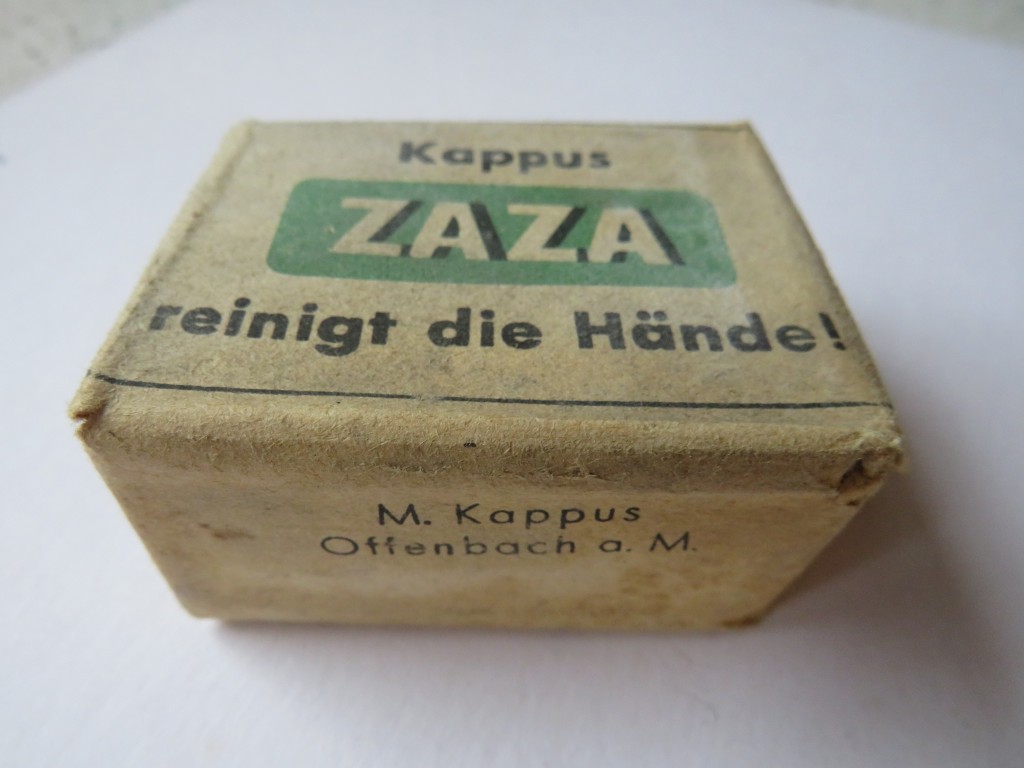 Kappus
ZAZA
reinigt die Hände!
M. Kappus
Offenbach a. M.